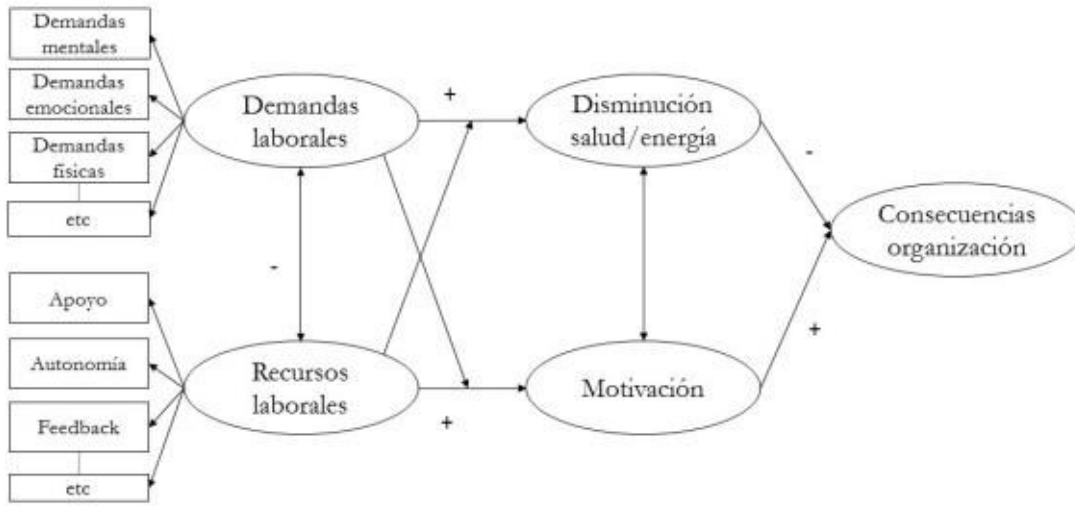 Demandas
mentales
Demandas
emocionales
Demandas
físicas
etc
Apoyo
Autonomía
Feedback
etc
Demandas
laborales
-
Recursos
laborales
+
+
Disminución
salud/energía
Motivación
-
+
Consecuencias
organización